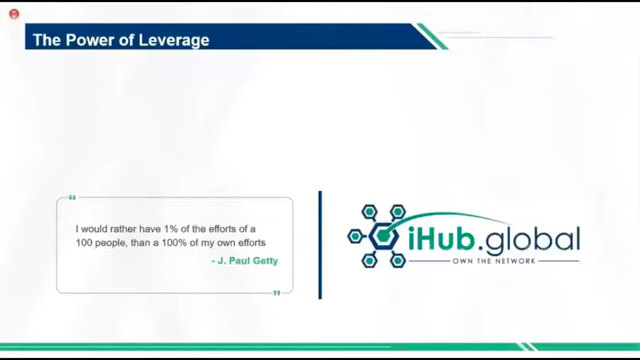 The Power of Leverage
“
I would rather have 1% of the efforts of a
100 people, than a 100% of my own efforts
- J. Paul Getty
”
iHub.global
OWN THE NETWORK